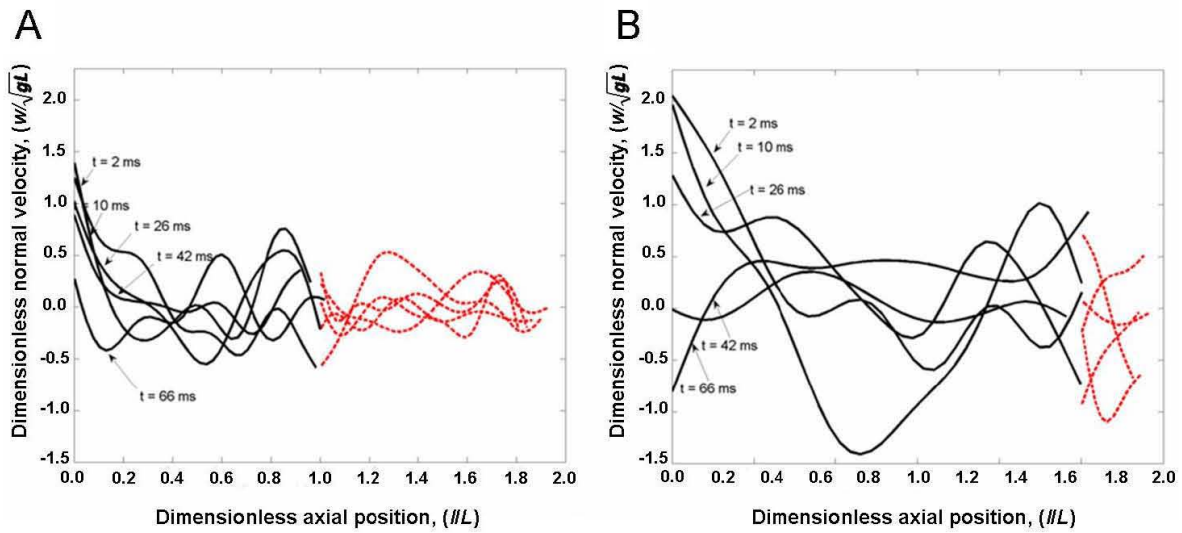 A
Dimensionless normal velocity, (w/√gL)
2.0
1.5
1.0
0.5
0.0
-0.5
-1.0
-1.5
t = 2 ms
t = 10 ms
t = 26 ms
t = 42 ms
t = 66 ms
0.0 0.2 0.4 0.6 0.8 1.0 1.2 1.4 1.6 1.8 2.0
Dimensionless axial position, (l/L)
B
Dimensionless normal velocity, (w/√gL)
2.0
1.5
1.0
0.5
0.0
-0.5
-1.0
-1.5
t = 2 ms
t = 10 ms
t = 26 ms
t = 42 ms
t = 66 ms
0.0 0.2 0.4 0.6 0.8 1.0 1.2 1.4 1.6 1.8 2.0
Dimensionless axial position, (l/L)